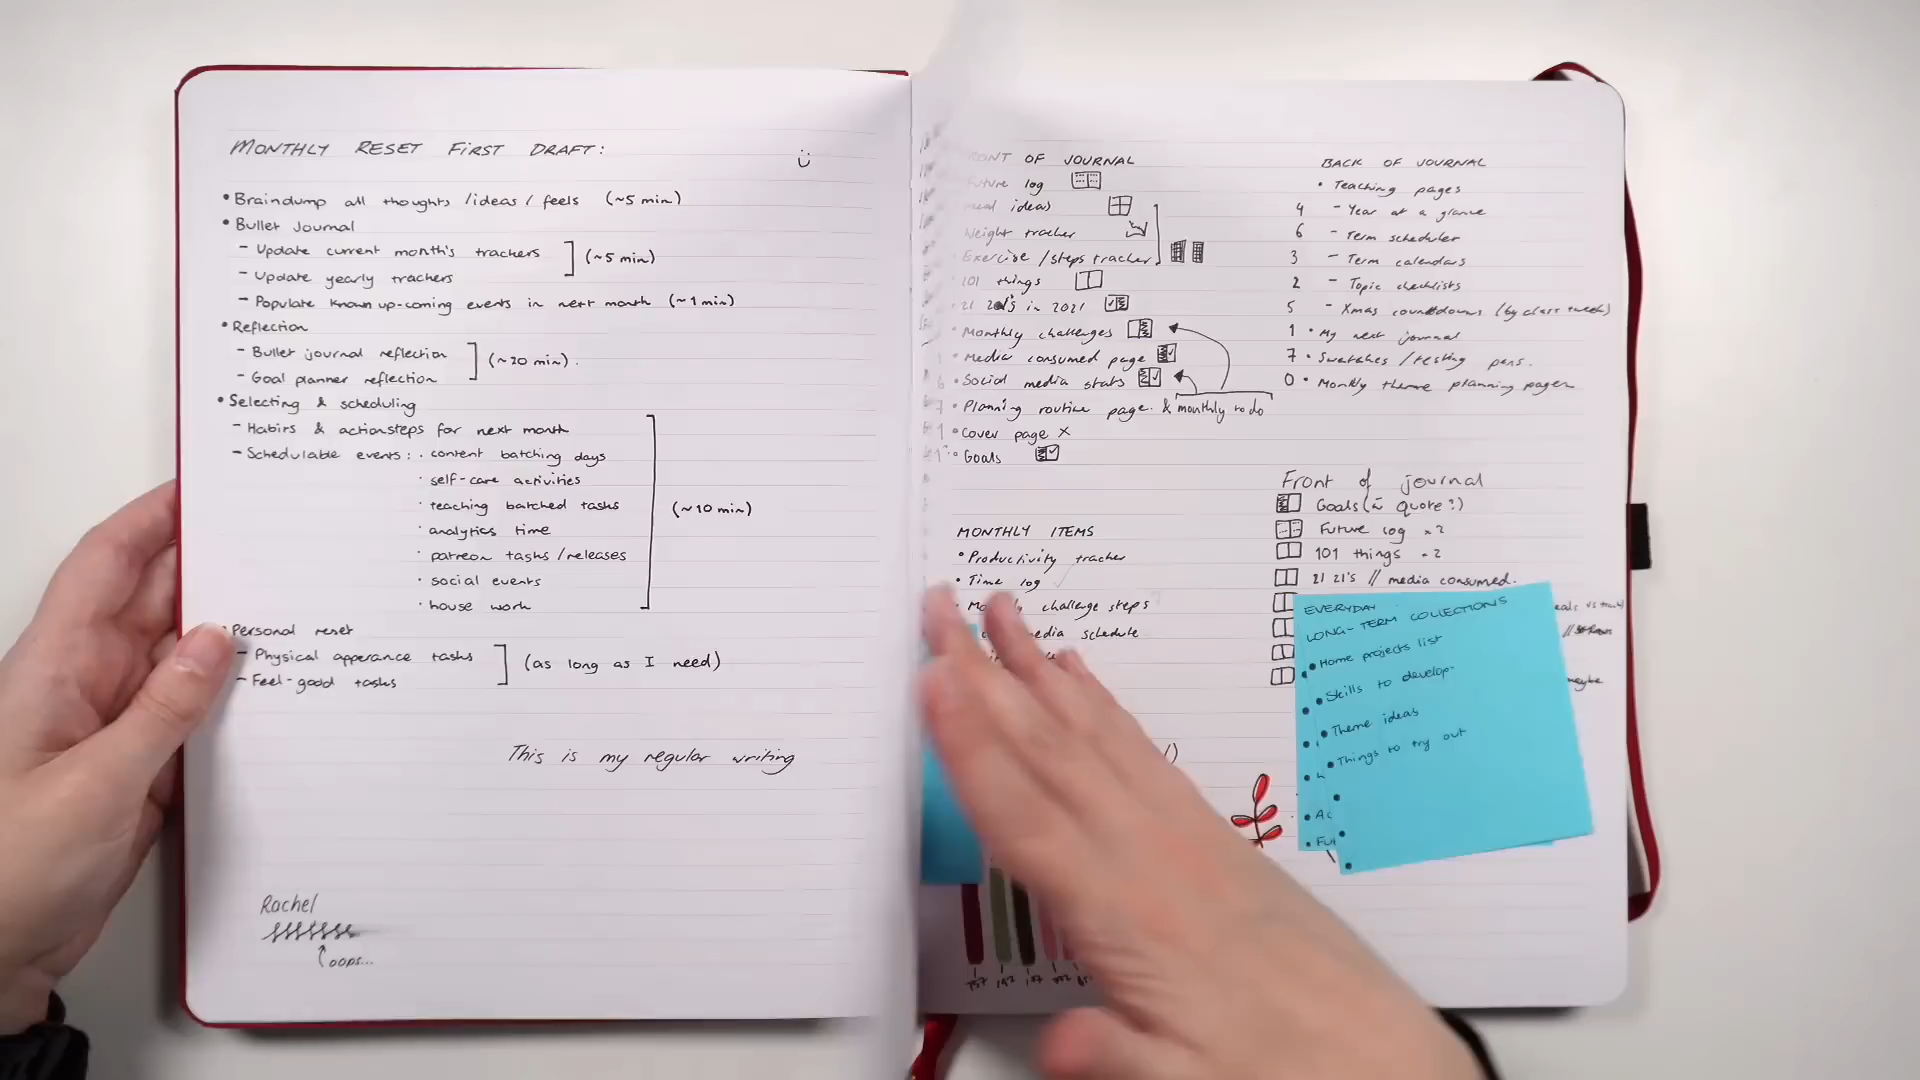 MONTHLY RESET FIRST DRAFT:
• Braindump all thoughts /ideas / feels (~5 min)
• Bullet Journal
- Update current month's trackers
- Update yearly trackers
(~5 min)
- Populate known up-coming events in next month (~1 min)
• Reflection
- Bullet journal reflection
- Goal planner reflection
(~20 min).
• Selecting & scheduling
- Habits & actionsteps for next month
- Schedulable events: · content batching days
· self-care activities
· teaching batched tasks
· analytics time
· patreon tasks /releases
· social events
· house work
(~10 min)
Personal reset
- Physical apperance tasks
- Feel-good tasks
(as long as I need)
This is my regular writing
Rachel
oops...
OF JOURNAL
log
ideas
Weight tracker
Exercise /steps tracker
101 things
21 in 2021
• Monthly challenges
• Media consumed page
• Social media stats
• Planning routine page. & monthly to do
• Cover page X
• Goals
MONTHLY ITEMS
• Productivity tracker
• Time log
challenge steps
media schedule
BACK OF JOURNAL
• Teaching pages
4 - Year at a glance
6 - Term scheduler
3 - Term calendars
2 - Topic checklists
5 - Xmas countdowns (by class + week)
1 • My next journal
7 • Swatches /testing pens.
0 • Monthly theme planning pages
Front of journal
Goals ( Quote?)
Future log ×2
101 things ×2
21 21's // media consumed.
maybe
EVERYDAY
LONG-TERM COLLECTIONS
• Home projects list
• Skills to develop
• Theme ideas
• Things to try out